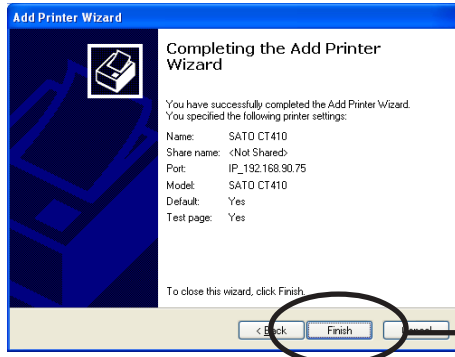 Add Printer Wizard
Completing the Add Printer
Wizard
You have successfully completed the Add Printer Wizard.
You specified the following printer settings:
Name: SATO CT410
Share name: <Not Shared>
Port: IP_192.168.90.75
Model: SATO CT410
Default: Yes
Test page: Yes
To close this wizard, click Finish.
< Back Finish Cancel